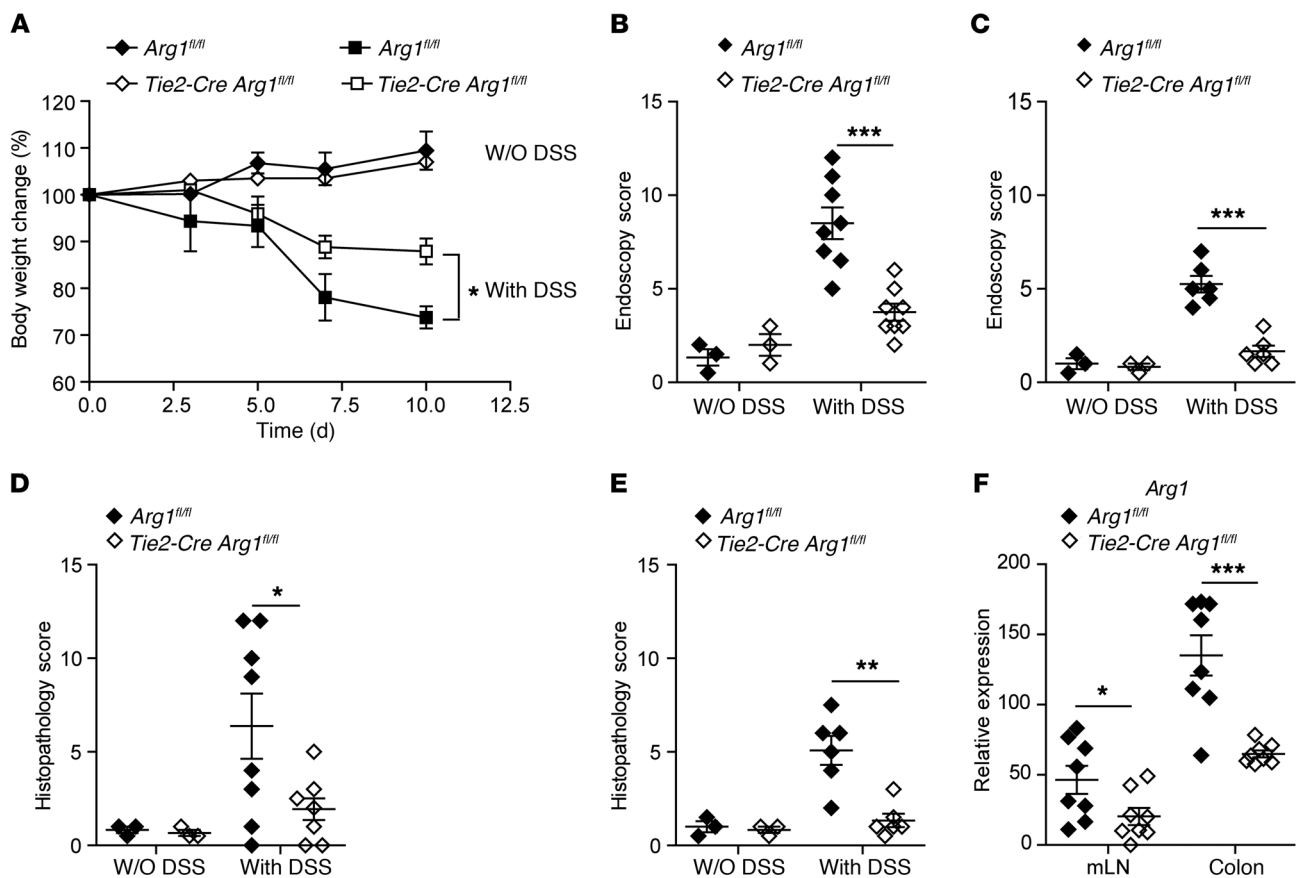 A
Arg1fl/fl
Arg1fl/fl
Tie2-Cre Arg1fl/fl
Tie2-Cre Arg1fl/fl
Body weight change (%)
120
110
100
90
80
70
60
W/O DSS
* With DSS
0.0 2.5 5.0 7.5 10.0 12.5
Time (d)
B
Arg1fl/fl
Tie2-Cre Arg1fl/fl
Endoscopy score
15
10
5
0
***
W/O DSS With DSS
C
Arg1fl/fl
Tie2-Cre Arg1fl/fl
Endoscopy score
15
10
5
0
***
W/O DSS With DSS
D
Arg1fl/fl
Tie2-Cre Arg1fl/fl
Histopathology score
15
10
5
0
*
W/O DSS With DSS
E
Arg1fl/fl
Tie2-Cre Arg1fl/fl
Histopathology score
15
10
5
0
**
W/O DSS With DSS
F
Arg1
Arg1fl/fl
Tie2-Cre Arg1fl/fl
Relative expression
200
150
100
50
0
*
***
mLN Colon